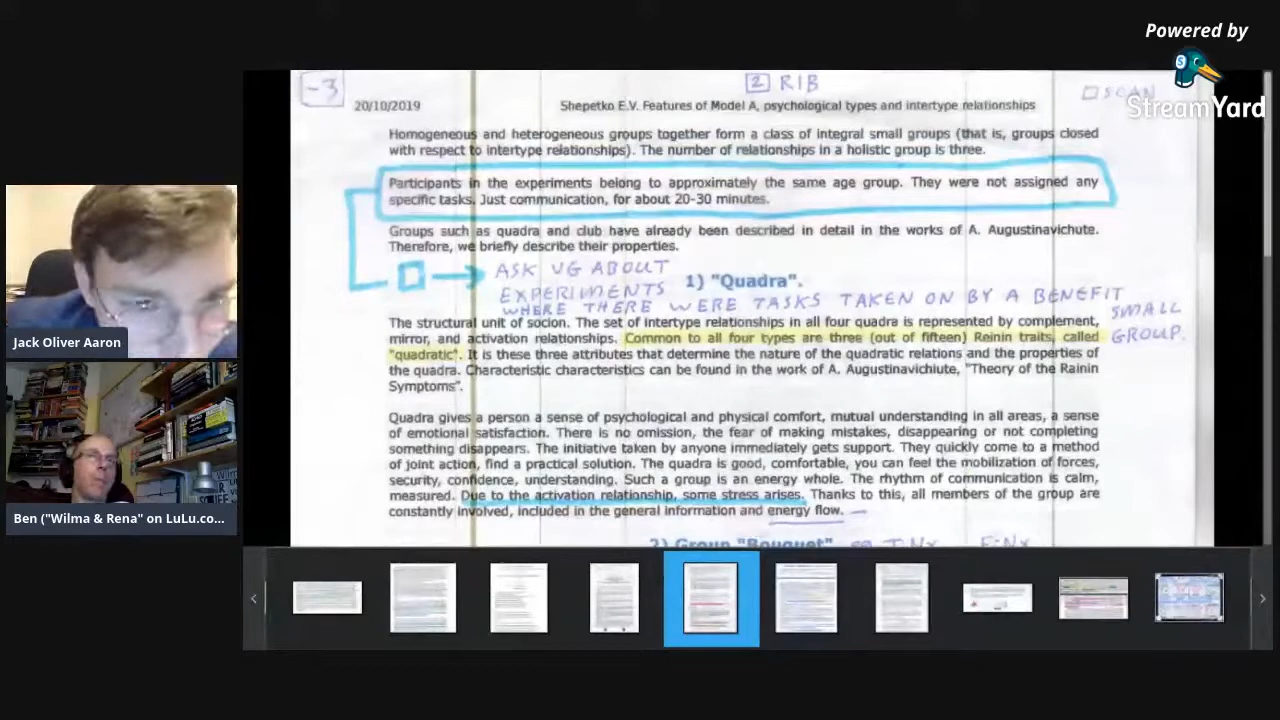 Powered by
StreamYard
-3
2 RIB
SCAN
20/10/2019
Shepetko E.V. Features of Model A, psychological types and intertype relationships
Homogeneous and heterogeneous groups together form a class of integral small groups (that is, groups closed
with respect to intertype relationships). The number of relationships in a holistic group is three.
Participants in the experiments belong to approximately the same age group. They were not assigned any
specific tasks. Just communication, for about 20-30 minutes.
Groups such as quadra and club have already been described in detail in the works of A. Augustinavichute.
Therefore, we briefly describe their properties.
ASK VG ABOUT
EXPERIMENTS
WHERE THERE WERE TASKS TAKEN ON BY A BENEFIT
SMALL
GROUP.
1) "Quadra".
The structural unit of socion. The set of intertype relationships in all four quadra is represented by complement,
mirror, and activation relationships. Common to all four types are three (out of fifteen) Reinin traits, called
"quadratic". It is these three attributes that determine the nature of the quadratic relations and the properties of
the quadra. Characteristic characteristics can be found in the work of A. Augustinavichiute, "Theory of the Rainin
Symptoms".
Quadra gives a person a sense of psychological and physical comfort, mutual understanding in all areas, a sense
of emotional satisfaction. There is no omission, the fear of making mistakes, disappearing or not completing
something disappears. The initiative taken by anyone immediately gets support. They quickly come to a method
of joint action, find a practical solution. The quadra is good, comfortable, you can feel the mobilization of forces,
security, confidence, understanding. Such a group is an energy whole. The rhythm of communication is calm,
measured. Due to the activation relationship, some stress arises. Thanks to this, all members of the group are
constantly involved, included in the general information and energy flow.
2) Group "Bouquet"
Jack Oliver Aaron
Ben ("Wilma & Rena" on LuLu.co...